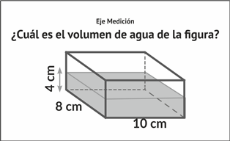 Eje Medición
¿Cuál es el volumen de agua de la figura?
4 cm
8 cm
10 cm